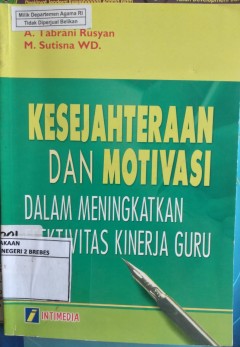 Milik Departemen Agama RI
Tidak Diperjual Belikan
A. Tabrani Rusyan
M. Sutisna WD.
KESEJAHTERAAN
DAN MOTIVASI
DALAM MENINGKATKAN
EKTIVITAS KINERJA GURU
AKAAN
NEGERI 2 BREBES
INTIMEDIA